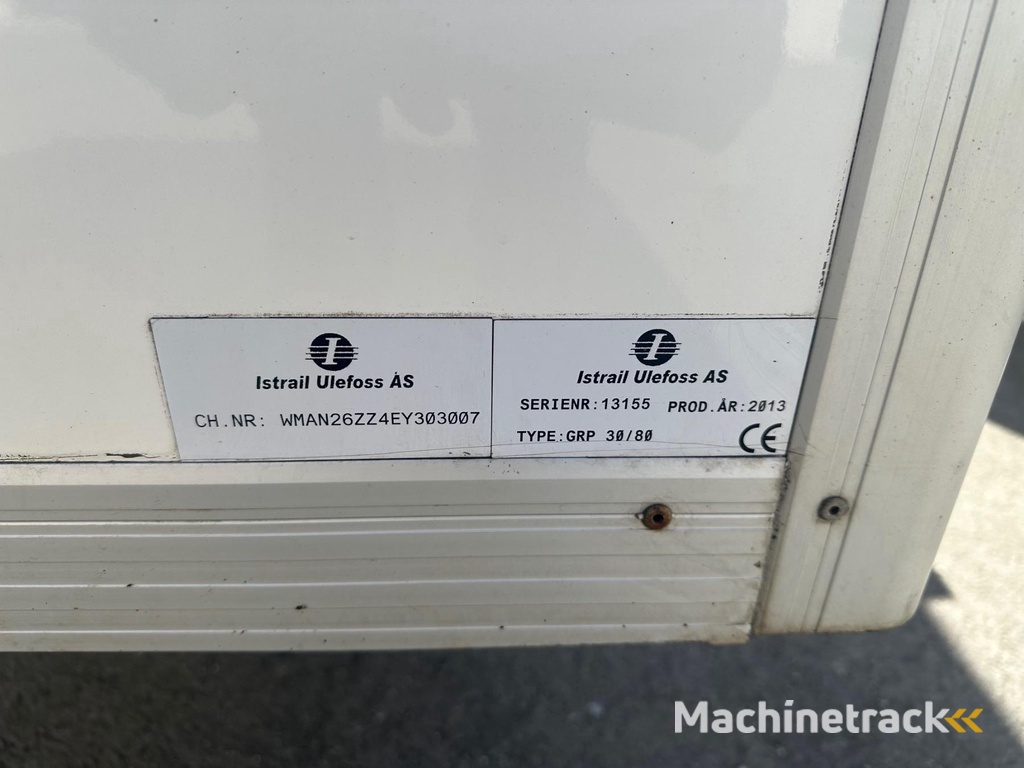 I
Istrail Ulefoss AS
CH.NR: WMAN26ZZ4EY303007
I
Istrail Ulefoss AS
SERIENR:13155 PROD.ÅR:2013
TYPE:GRP 30/80 CE
Machinetrack